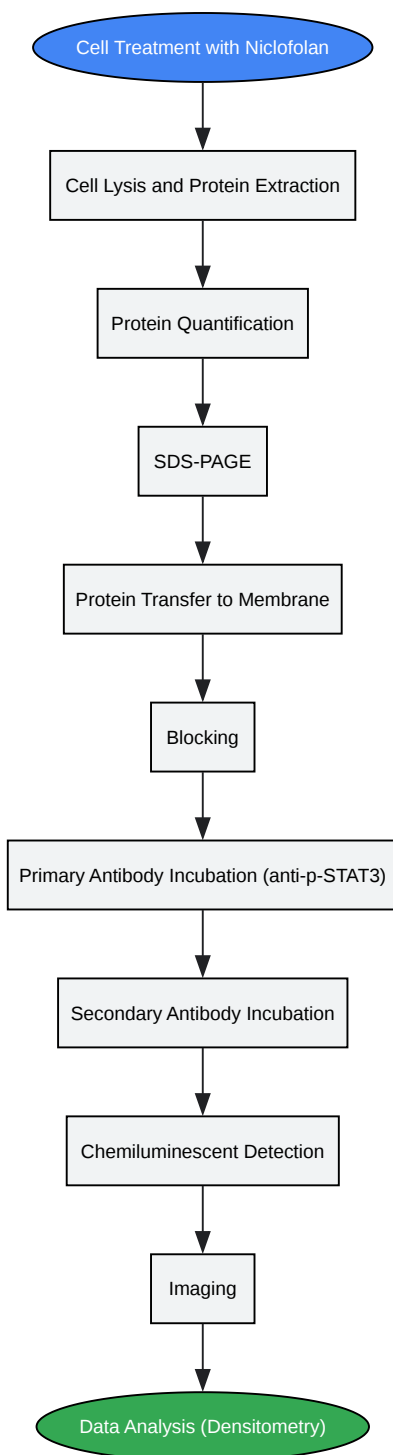 Cell Treatment with Niclofolan
Cell Lysis and Protein Extraction
Protein Quantification
SDS-PAGE
Protein Transfer to Membrane
Blocking
Primary Antibody Incubation (anti-p-STAT3)
Secondary Antibody Incubation
Chemiluminescent Detection
Imaging
Data Analysis (Densitometry)